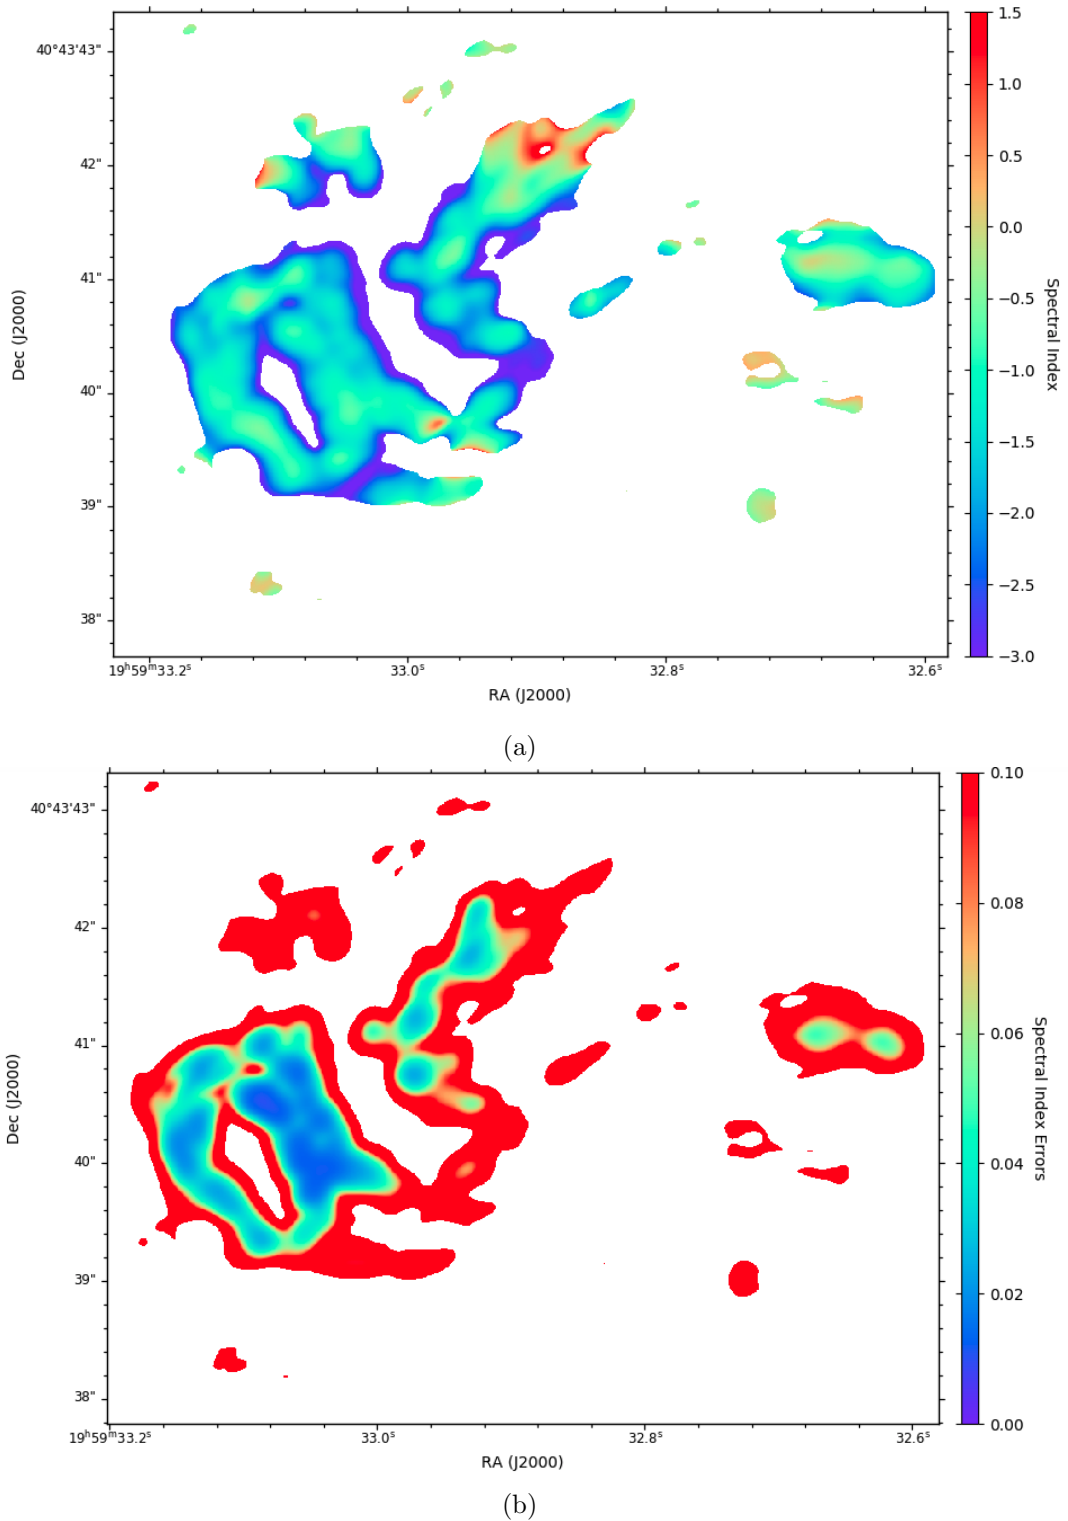 40°43'43"
42"
41"
40"
39"
38"
Dec (J2000)
19ʰ59ᵐ33.2ˢ
33.0ˢ
32.8ˢ
32.6ˢ
RA (J2000)
1.5
1.0
0.5
0.0
−0.5
−1.0
−1.5
−2.0
−2.5
−3.0
Spectral Index
(a)
40°43'43"
42"
41"
40"
39"
38"
Dec (J2000)
19ʰ59ᵐ33.2ˢ
33.0ˢ
32.8ˢ
32.6ˢ
RA (J2000)
0.10
0.08
0.06
0.04
0.02
0.00
Spectral Index Errors
(b)